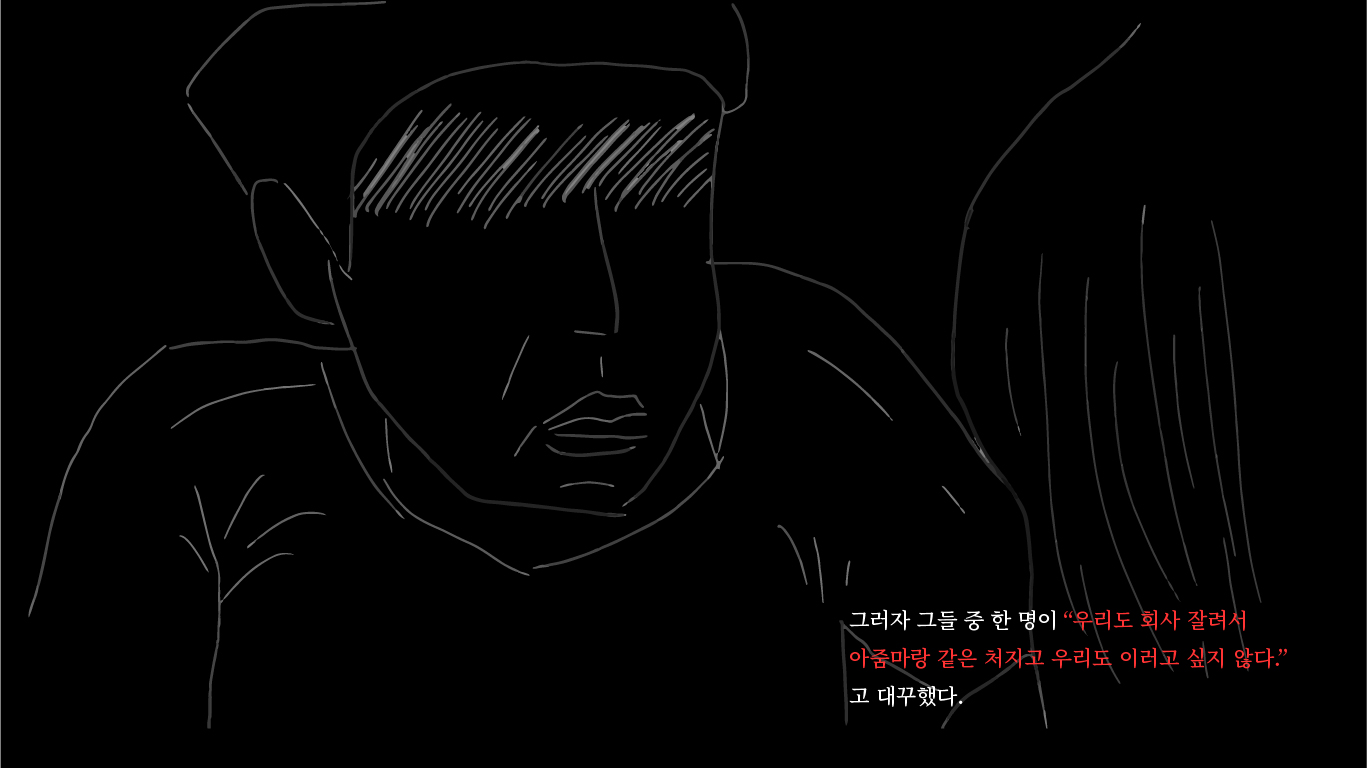 그러자 그들 중 한 명이 “우리도 회사 잘려서
아줌마랑 같은 처지고 우리도 이러고 싶지 않다.”
고 대꾸했다.